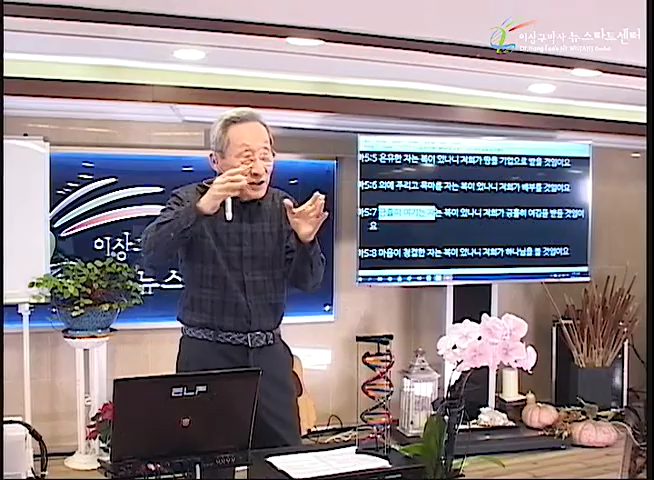 이상구박사 뉴스타트센터
마5:5 온유한 자는 복이 있나니 저희가 땅을 기업으로 받을 것임이요
마5:6 의에 주리고 목마른 자는 복이 있나니 저희가 배부를 것임이요
마5:7 긍휼히 여기는 자는 복이 있나니 저희가 긍휼히 여김을 받을 것임이
요
마5:8 마음이 청결한 자는 복이 있나니 저희가 하나님을 볼 것임이요
이상구
뉴스